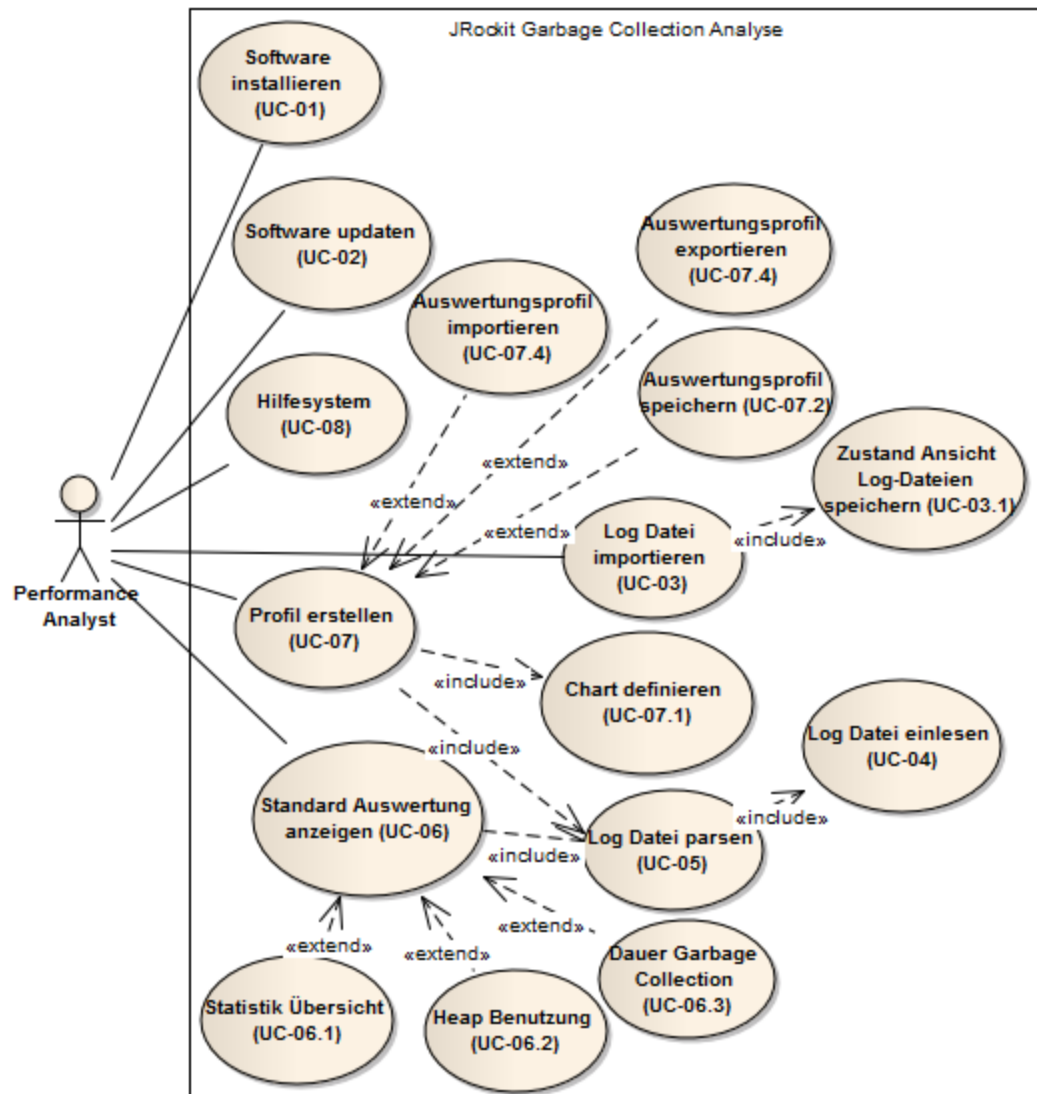 JRockit Garbage Collection Analyse
Software
installieren
(UC-01)
Software updaten
(UC-02)
Auswertungsprofil
exportieren
(UC-07.4)
Auswertungsprofil
importieren
(UC-07.4)
Auswertungsprofil
speichern (UC-07.2)
Hilfesystem
(UC-08)
Zustand Ansicht
Log-Dateien
speichern (UC-03.1)
«extend»
«extend»
«extend»
«include»
Log Datei
importieren
(UC-03)
Performance
Analyst
Profil erstellen
(UC-07)
«include»
Chart definieren
(UC-07.1)
«include»
Log Datei einlesen
(UC-04)
Standard Auswertung
anzeigen (UC-06)
«include»
«include»
Log Datei parsen
(UC-05)
«extend»
«extend»
«extend»
Dauer Garbage
Collection
(UC-06.3)
Statistik Übersicht
(UC-06.1)
Heap Benutzung
(UC-06.2)